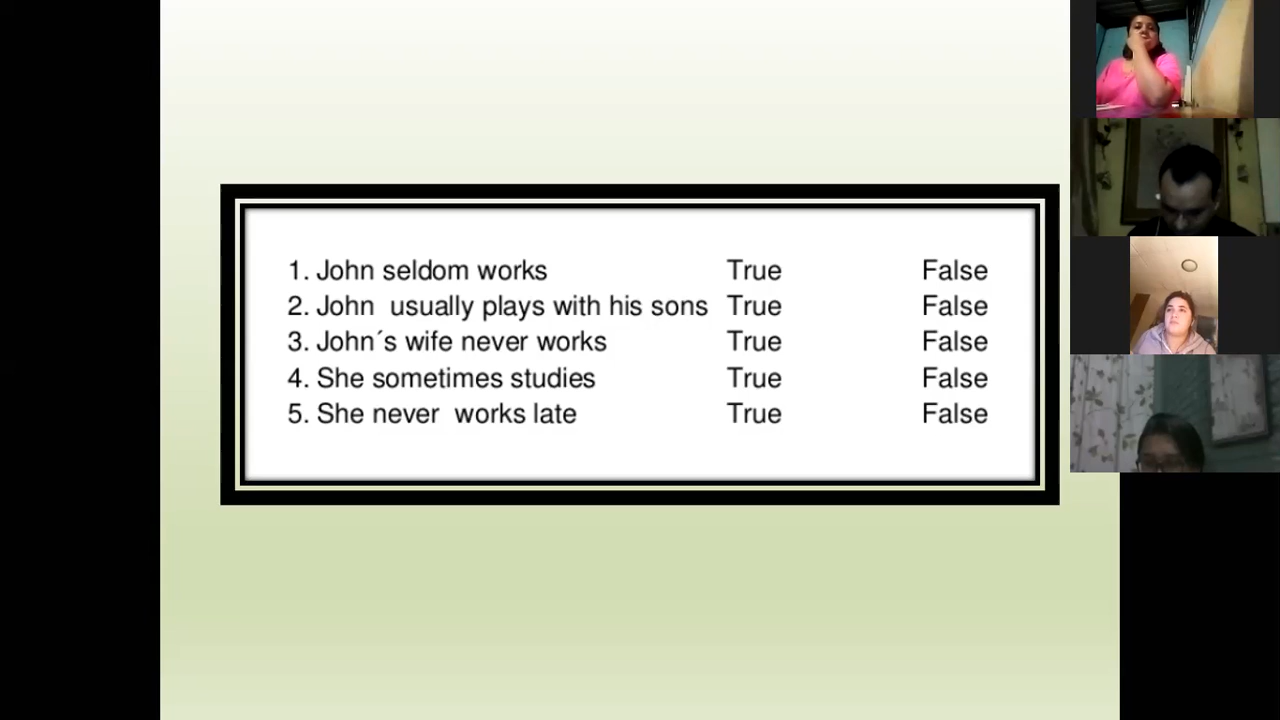 1. John seldom works True False
2. John  usually plays with his sons True False
3. John´s wife never works True False
4. She sometimes studies True False
5. She never  works late True False